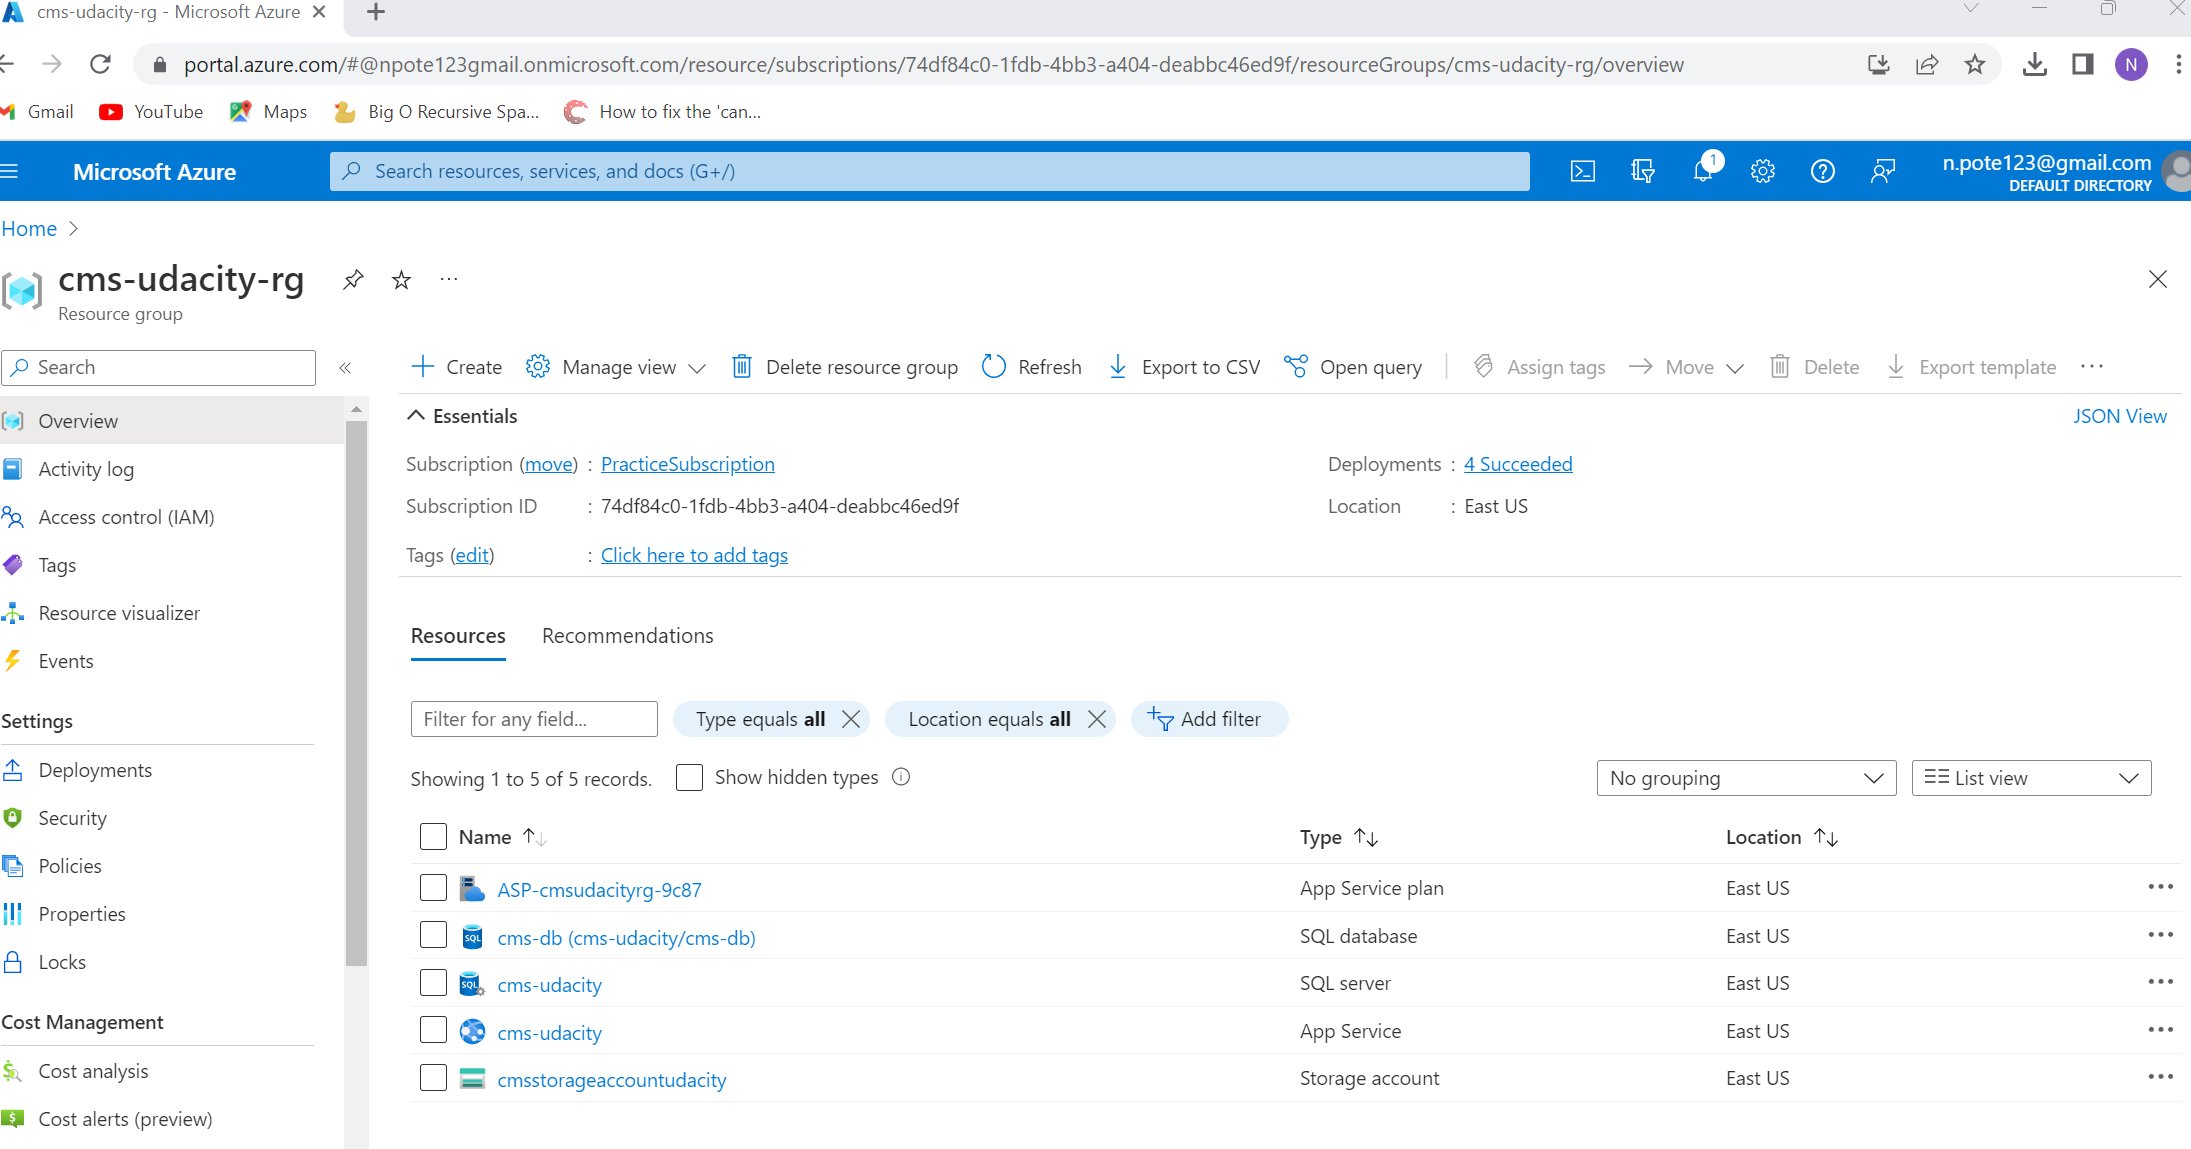 cms-udacity-rg - Microsoft Azure
portal.azure.com/#@npote123gmail.onmicrosoft.com/resource/subscriptions/74df84c0-1fdb-4bb3-a404-deabbc46ed9f/resourceGroups/cms-udacity-rg/overview
N
Gmail YouTube Maps Big O Recursive Spa... How to fix the 'can...
Microsoft Azure
Search resources, services, and docs (G+/)
1
n.pote123@gmail.com
DEFAULT DIRECTORY
Home >
cms-udacity-rg
Resource group
Search
Overview
Activity log
Access control (IAM)
Tags
Resource visualizer
Events
Settings
Deployments
Security
Policies
Properties
Locks
Cost Management
Cost analysis
Cost alerts (preview)
Create Manage view Delete resource group Refresh Export to CSV Open query Assign tags Move Delete Export template
Essentials
JSON View
Subscription (move) : PracticeSubscription
Deployments : 4 Succeeded
Subscription ID : 74df84c0-1fdb-4bb3-a404-deabbc46ed9f
Location : East US
Tags (edit) : Click here to add tags
Resources Recommendations
Filter for any field... Type equals all Location equals all Add filter
Showing 1 to 5 of 5 records. Show hidden types
No grouping List view
Name Type Location
ASP-cmsudacityrg-9c87 App Service plan East US
SQL cms-db (cms-udacity/cms-db) SQL database East US
SQL cms-udacity SQL server East US
cms-udacity App Service East US
cmsstorageaccountudacity Storage account East US